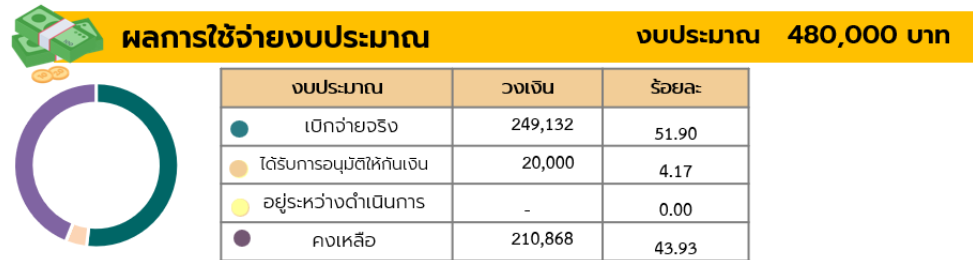 ผลการใช้จ่ายงบประมาณ งบประมาณ 480,000 บาท
งบประมาณ วงเงิน ร้อยละ
เบิกจ่ายจริง 249,132 51.90
ได้รับการอนุมัติให้กันเงิน 20,000 4.17
อยู่ระหว่างดำเนินการ - 0.00
คงเหลือ 210,868 43.93